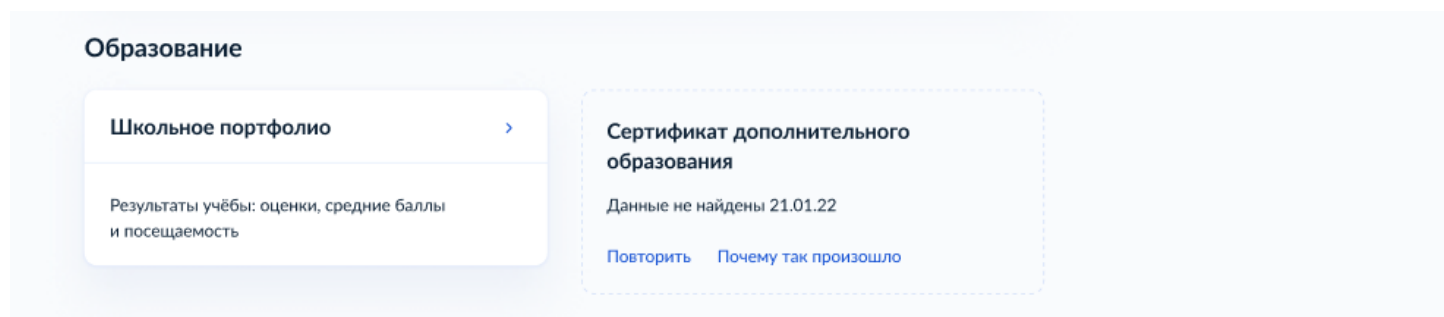 Образование
Школьное портфолио
Результаты учёбы: оценки, средние баллы
и посещаемость
Сертификат дополнительного
образования
Данные не найдены 21.01.22
Повторить Почему так произошло